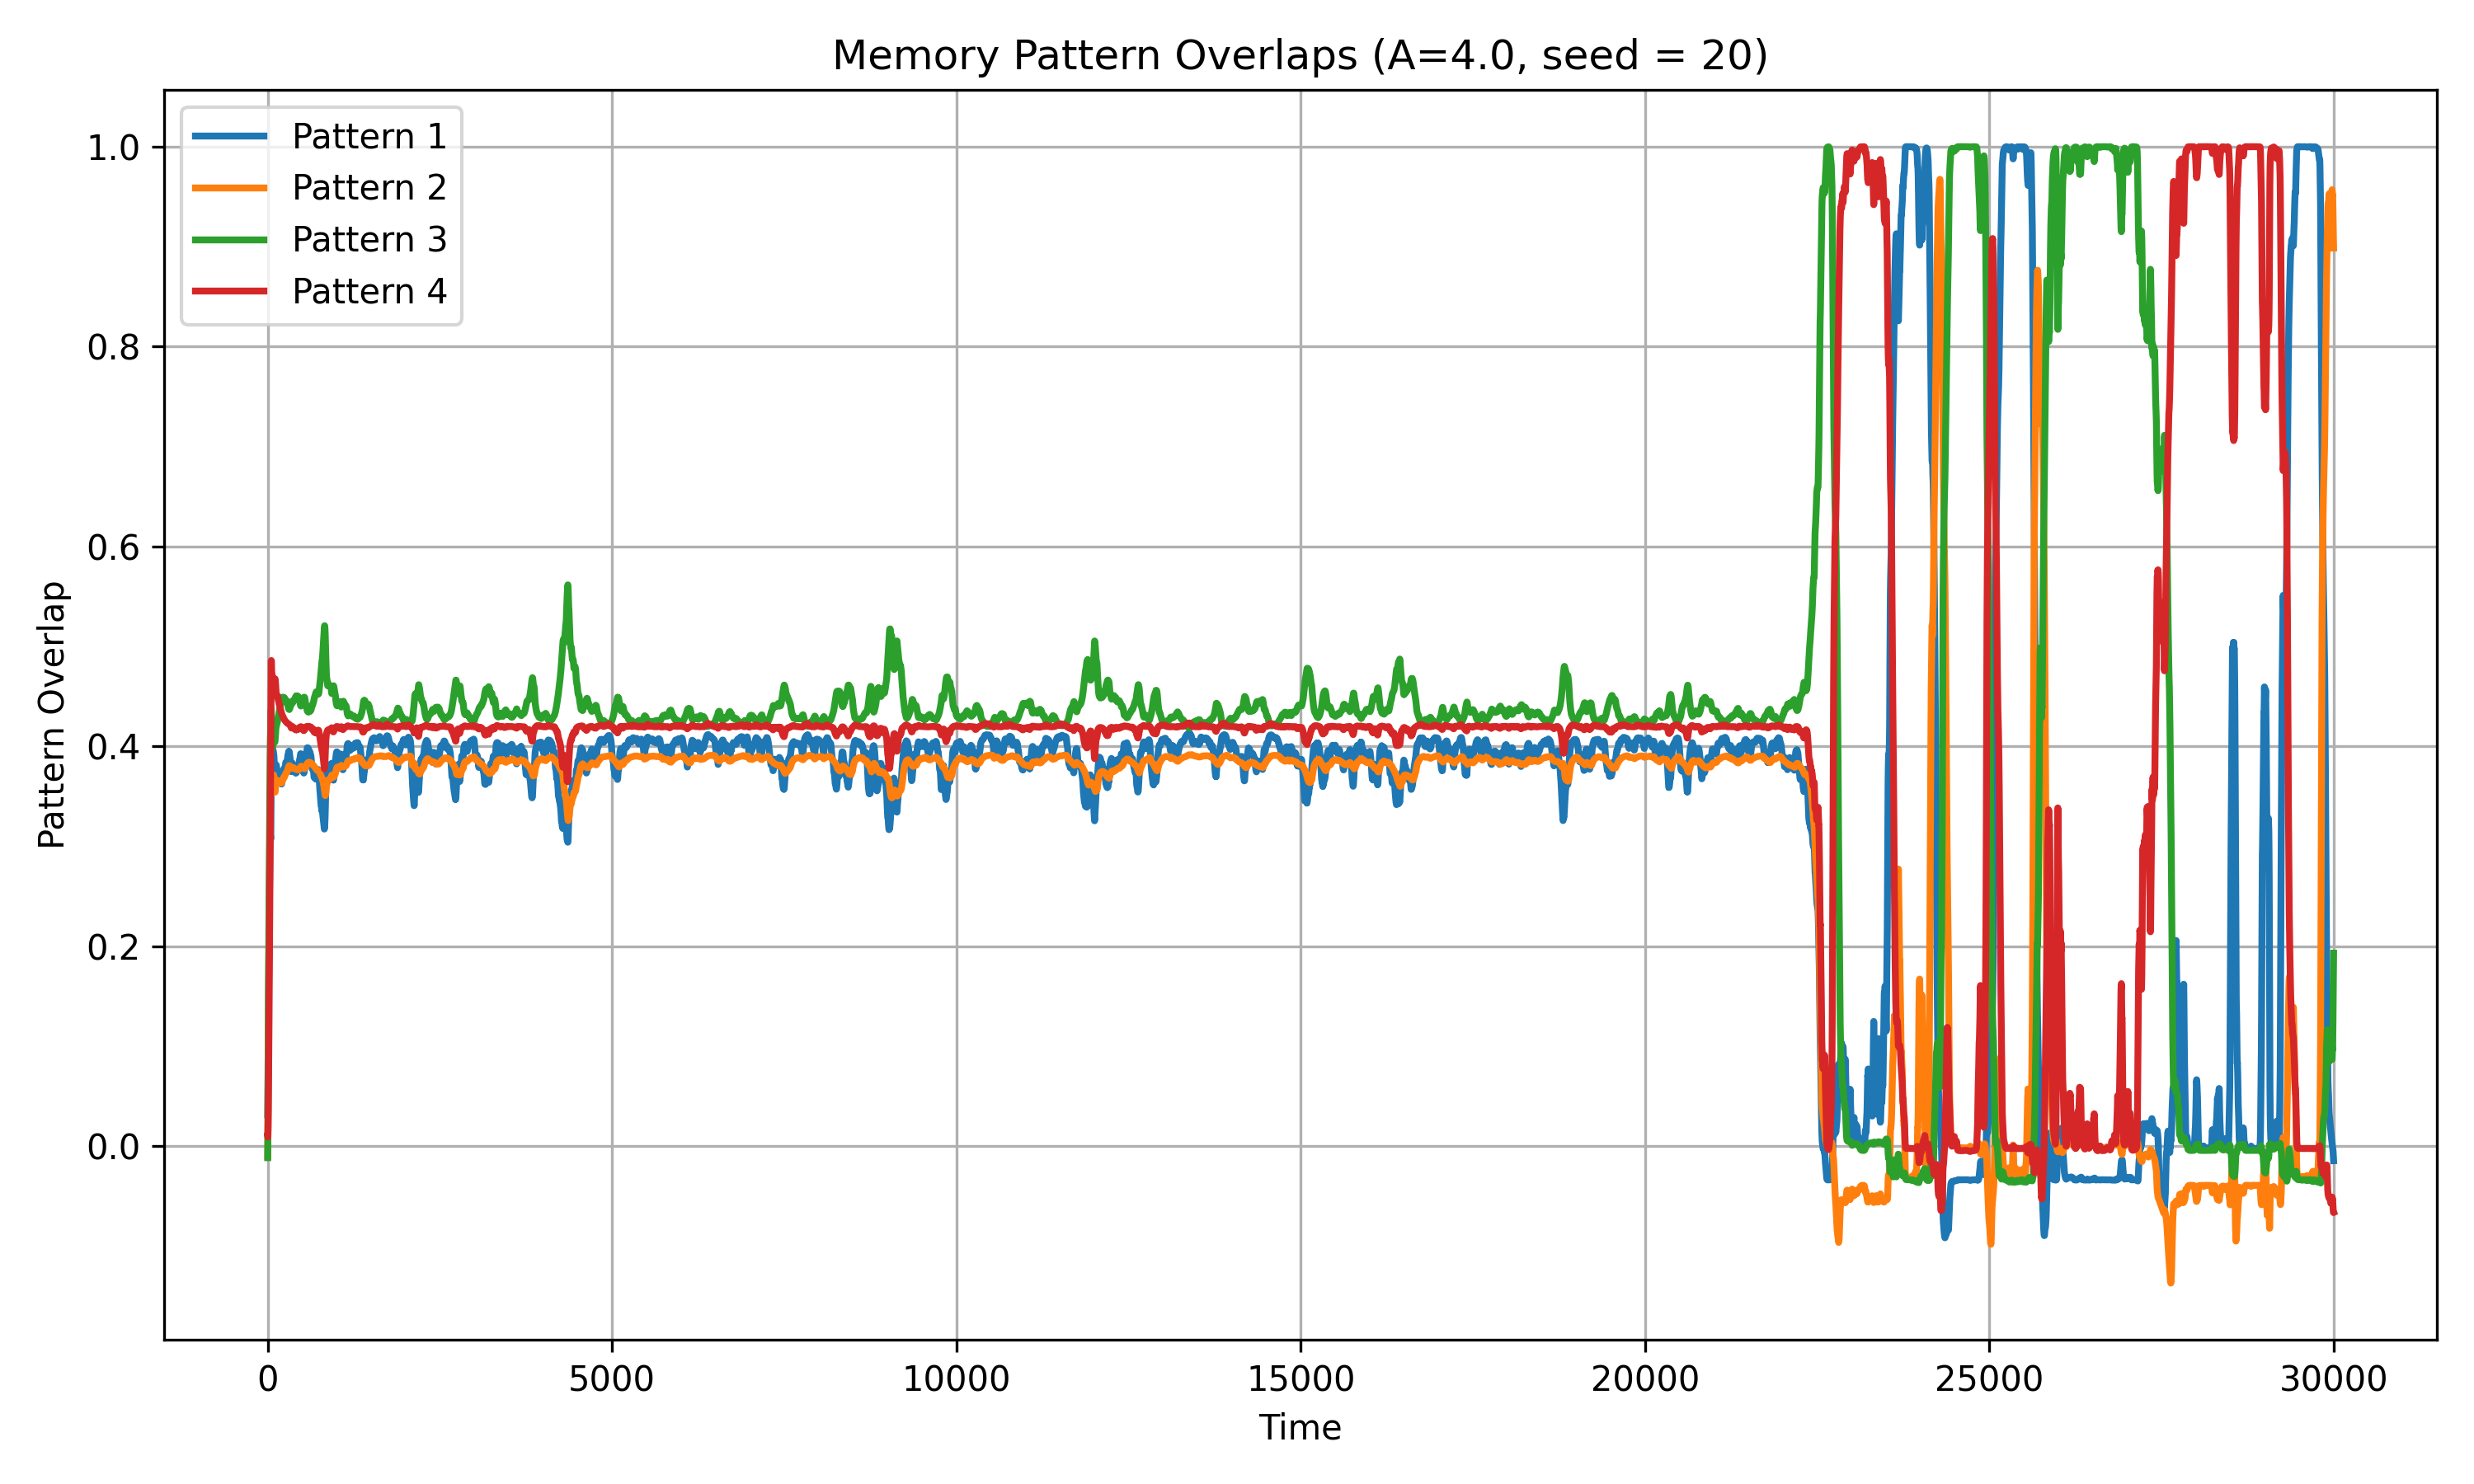 Memory Pattern Overlaps (A=4.0, seed = 20)
Pattern 1
Pattern 2
Pattern 3
Pattern 4
1.0
0.8
0.6
0.4
0.2
0.0
Pattern Overlap
0 5000 10000 15000 20000 25000 30000
Time